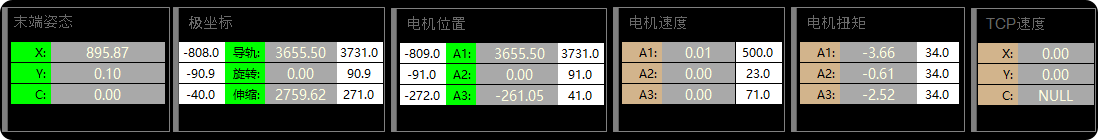 末端姿态
X: 895.87
Y: 0.10
C: 0.00
极坐标
-808.0 导轨: 3655.50 3731.0
-90.9 旋转: 0.00 90.9
-40.0 伸缩: 2759.62 271.0
电机位置
-809.0 A1: 3655.50 3731.0
-91.0 A2: 0.00 91.0
-272.0 A3: -261.05 41.0
电机速度
A1: 0.01 500.0
A2: 0.00 23.0
A3: 0.00 71.0
电机扭矩
A1: -3.66 34.0
A2: -0.61 34.0
A3: -2.52 34.0
TCP速度
X: 0.00
Y: 0.00
C: NULL